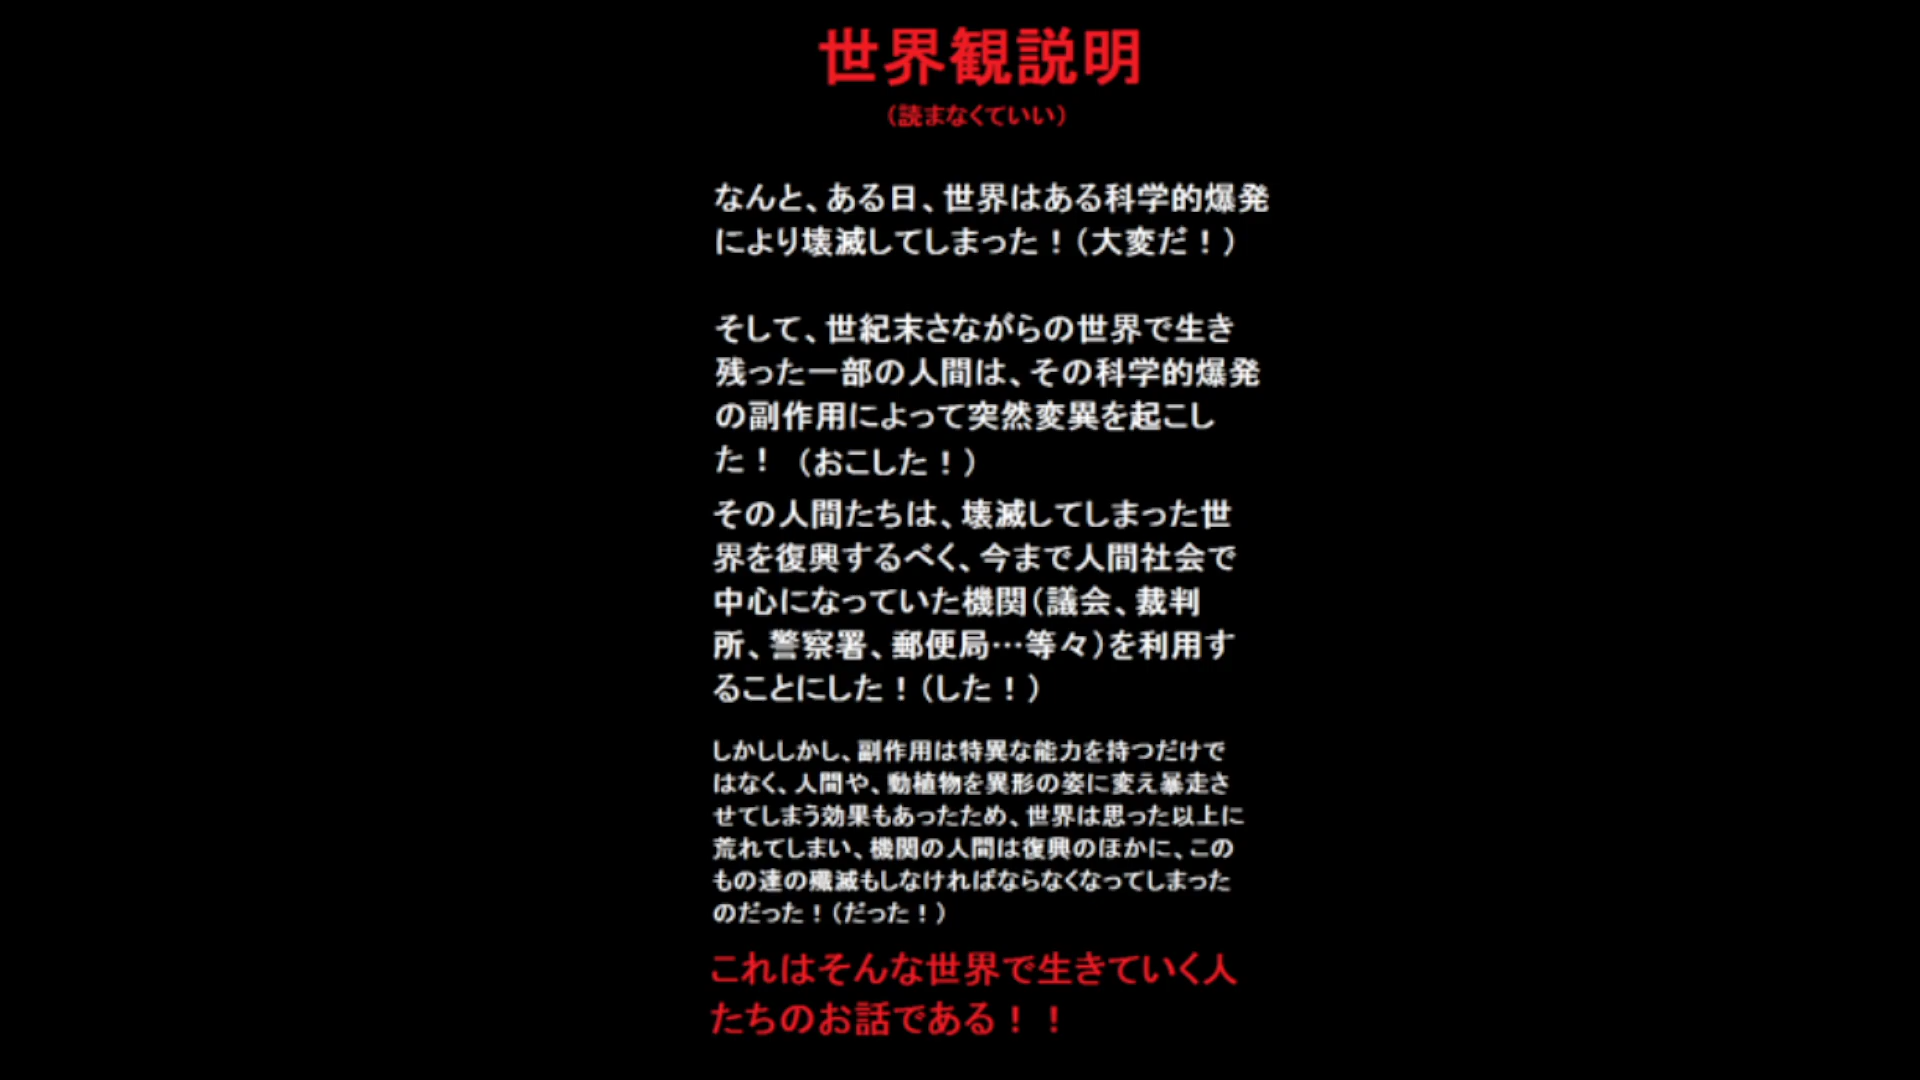 世界観説明
（読まなくていい）
なんと、ある日、世界はある科学的爆発
により壊滅してしまった！（大変だ！）
そして、世紀末さながらの世界で生き
残った一部の人間は、その科学的爆発
の副作用によって突然変異を起こし
た！（おこした！）
その人間たちは、壊滅してしまった世
界を復興するべく、今まで人間社会で
中心になっていた機関（議会、裁判
所、警察署、郵便局…等々）を利用す
ることにした！（した！）
しかししかし、副作用は特異な能力を持つだけで
はなく、人間や、動植物を異形の姿に変え暴走さ
せてしまう効果もあったため、世界は思った以上に
荒れてしまい、機関の人間は復興のほかに、この
もの達の殲滅もしなければならなくなってしまった
のだった！（だった！）
これはそんな世界で生きていく人
たちのお話である！！